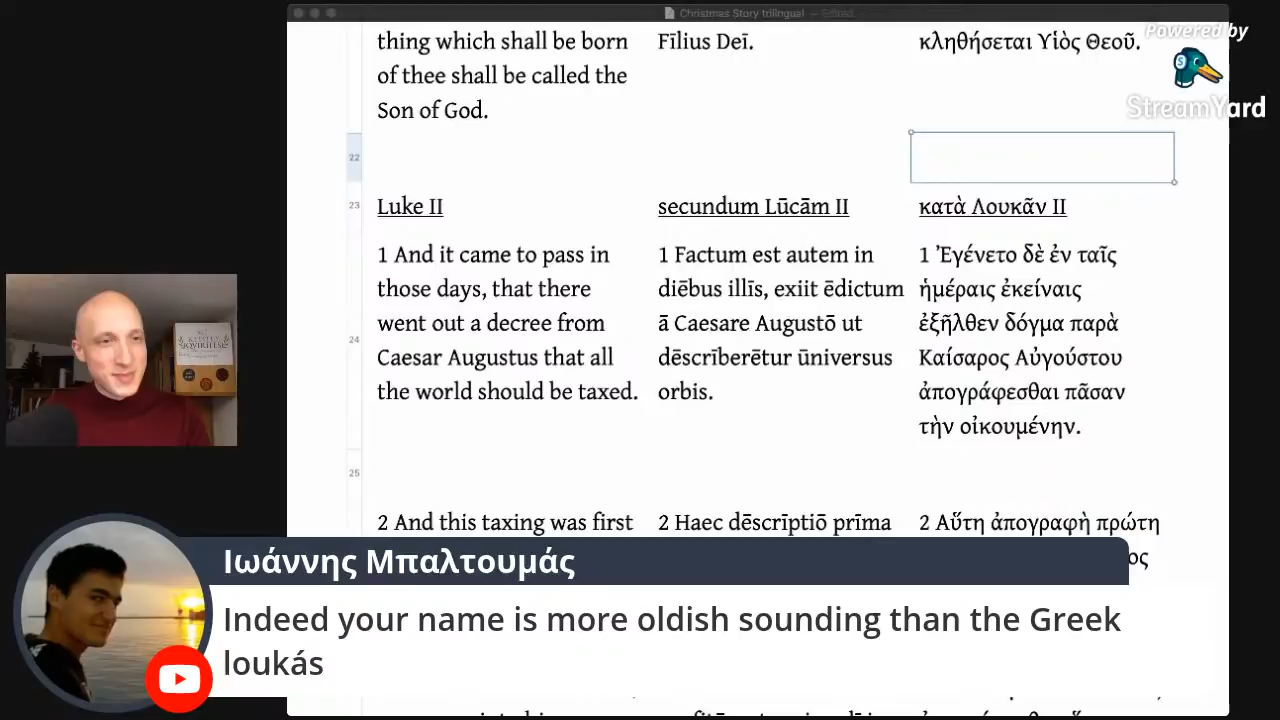 Christmas Story trilingual — Edited
Powered by
StreamYard
thing which shall be born
of thee shall be called the
Son of God.
Fīlius Deī.
κληθήσεται Υἱὸς Θεοῦ.
22
23
Luke II
secundum Lūcām II
κατὰ Λουκᾶν II
24
1 And it came to pass in
those days, that there
went out a decree from
Caesar Augustus that all
the world should be taxed.
1 Factum est autem in
diēbus illīs, exiit ēdictum
ā Caesare Augustō ut
dēscrīberētur ūniversus
orbis.
1 Ἐγένετο δὲ ἐν ταῖς
ἡμέραις ἐκείναις
ἐξῆλθεν δόγμα παρὰ
Καίσαρος Αὐγούστου
ἀπογράφεσθαι πᾶσαν
τὴν οἰκουμένην.
25
2 And this taxing was first
2 Haec dēscrīptiō prīma
2 Αὕτη ἀπογραφὴ πρώτη
ος
Ιωάννης Μπαλτουμάς
Indeed your name is more oldish sounding than the Greek
loukás